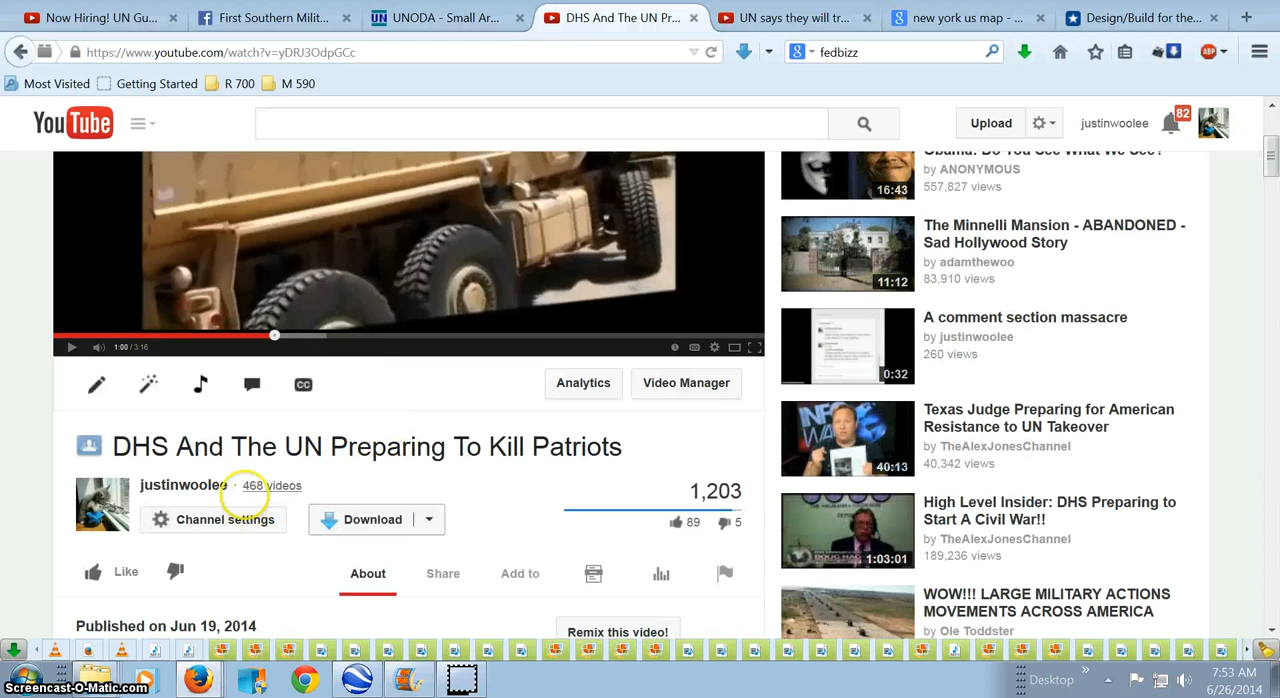 Now Hiring! UN Gu...
First Southern Milit...
UNODA - Small Ar...
DHS And The UN Pr...
UN says they will tr...
new york us map - ...
Design/Build for the...
https://www.youtube.com/watch?v=yDRJ3OdpGCc
fedbizz
ABP
Most Visited
Getting Started
R 700
M 590
YouTube
Upload
justinwoolee
82
Obama: Do You See What We See?
by ANONYMOUS
557,827 views
16:43
The Minnelli Mansion - ABANDONED -
Sad Hollywood Story
by adamthewoo
83,910 views
11:12
A comment section massacre
by justinwoolee
260 views
0:32
1:00 / 3:18
CC
Analytics
Video Manager
Texas Judge Preparing for American
Resistance to UN Takeover
by TheAlexJonesChannel
40,342 views
INFO
WARS
40:13
DHS And The UN Preparing To Kill Patriots
justinwoolee · 468 videos
Channel settings
Download
1,203
89
5
High Level Insider: DHS Preparing to
Start A Civil War!!
by TheAlexJonesChannel
189,236 views
1:03:01
Like
About
Share
Add to
WOW!!! LARGE MILITARY ACTIONS
MOVEMENTS ACROSS AMERICA
by Ole Toddster
Published on Jun 19, 2014
Remix this video!
Desktop
7:53 AM
6/26/2014
Screencast-O-Matic.com